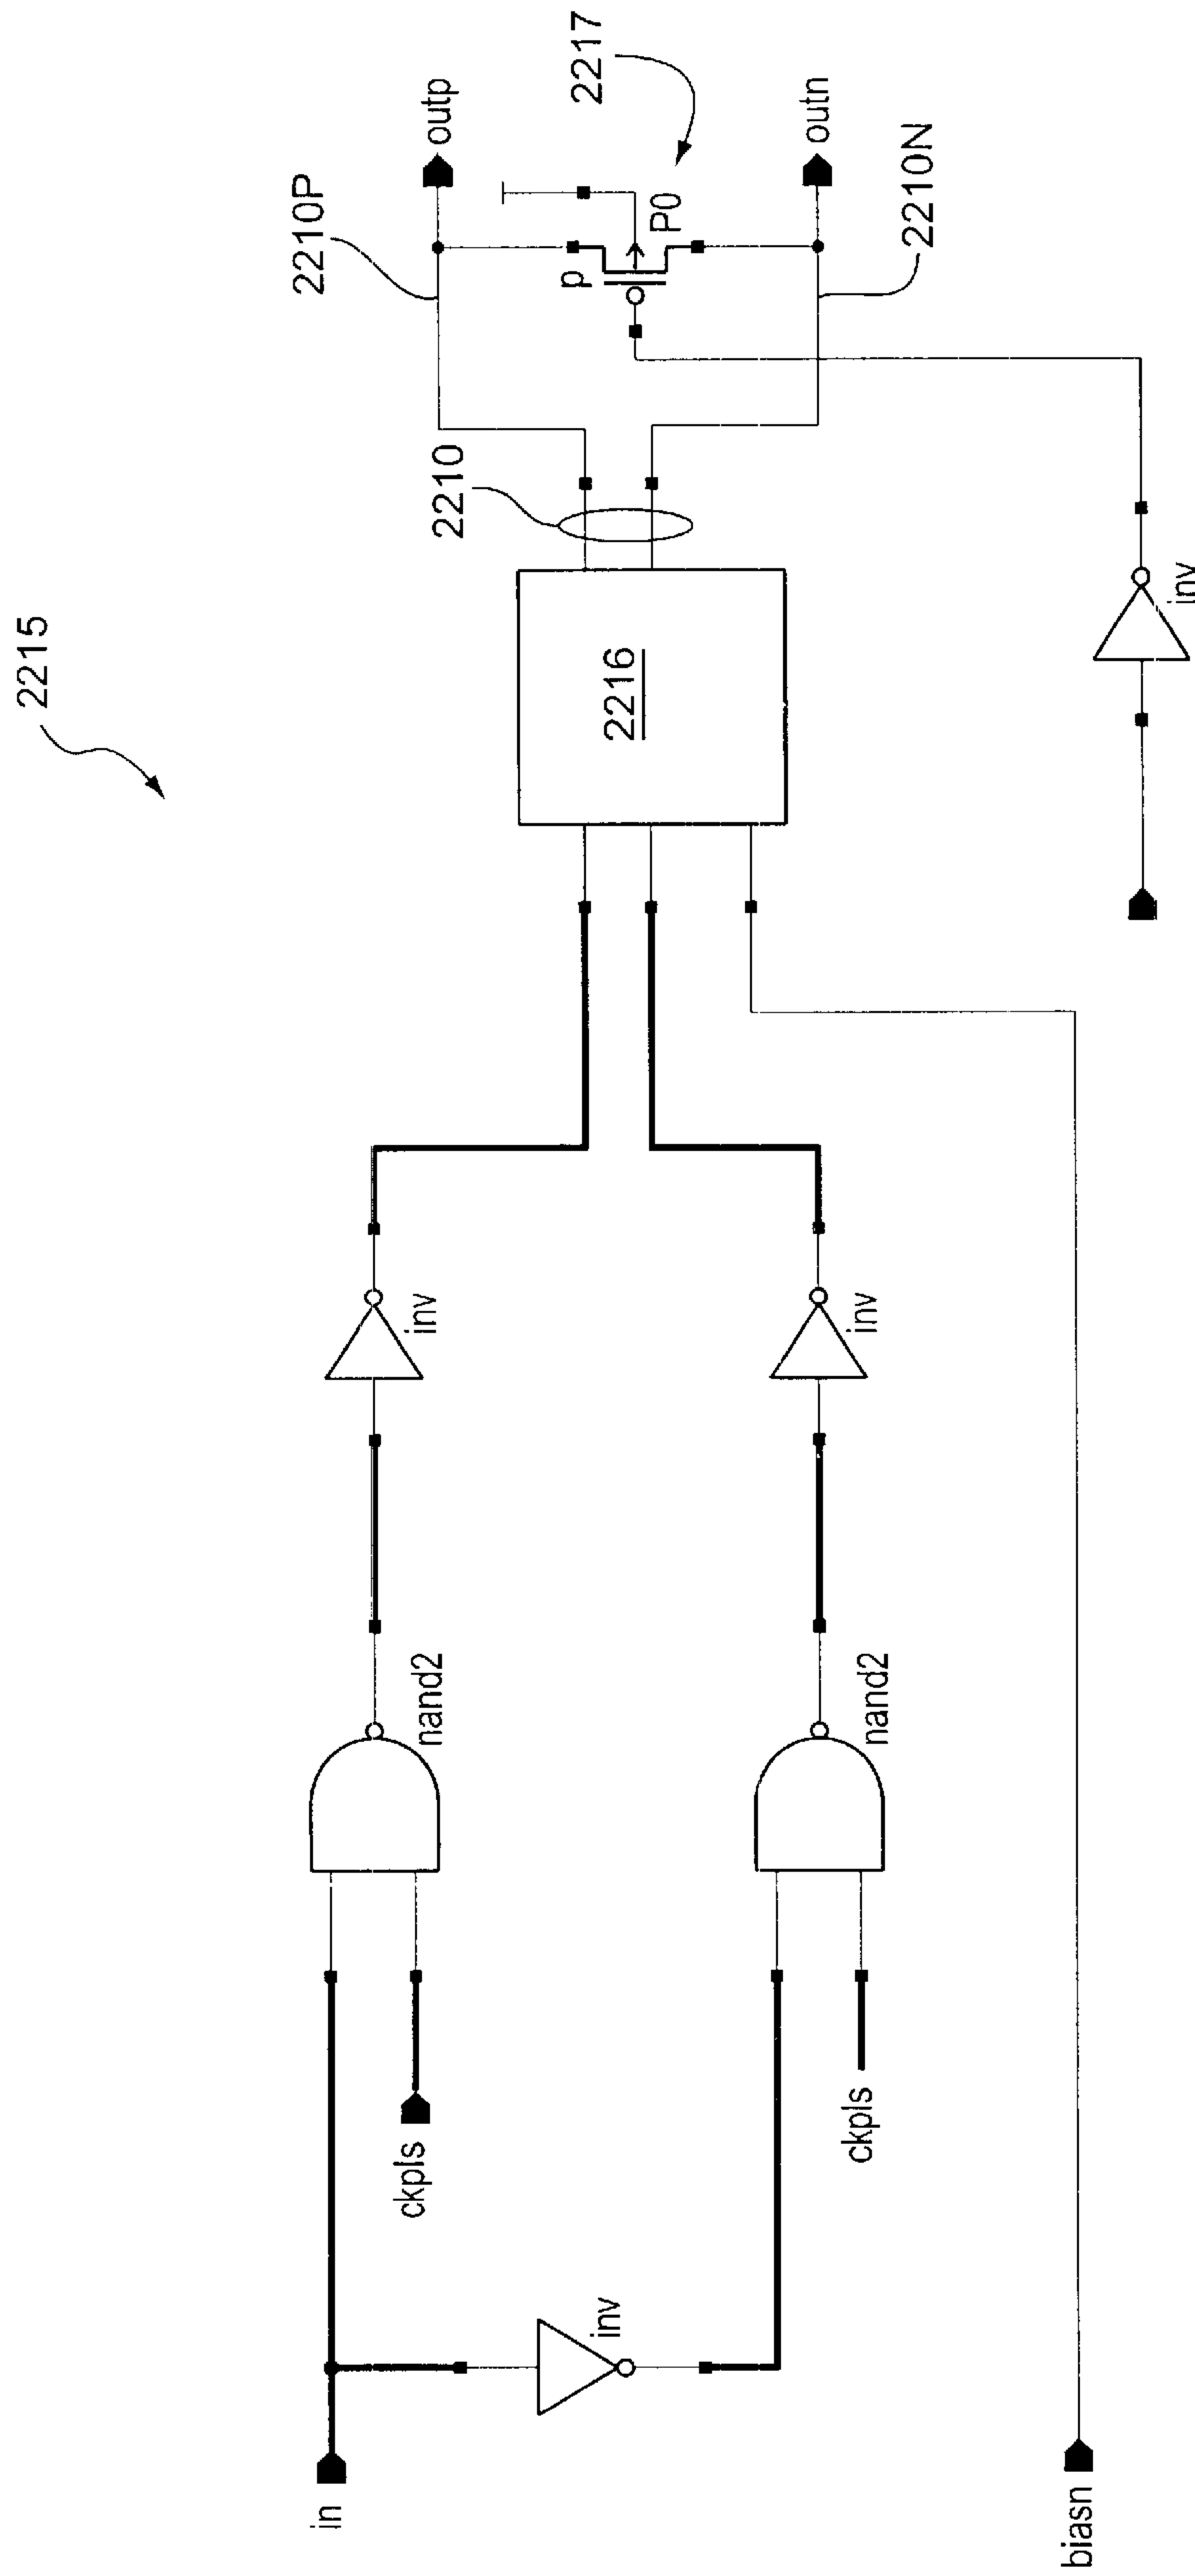 2215
in
inv
ckpls
nand2
inv
ckpls
nand2
inv
biasn
2216
2210
2210P
outp
2217
p
P0
outn
2210N
inv